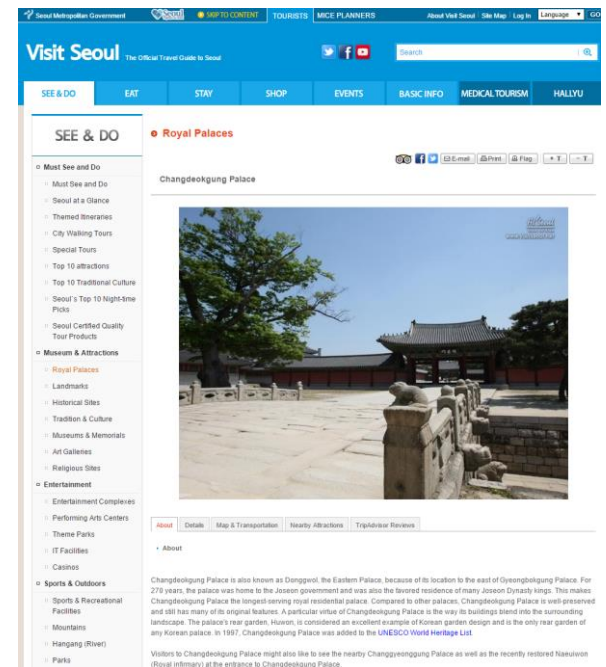 Seoul Metropolitan Government
Seoul
SKIP TO CONTENT
TOURISTS
MICE PLANNERS
About Visit Seoul
Site Map
Log In
Language
GO
Visit Seoul The Official Travel Guide to Seoul
Search
SEE & DO
EAT
STAY
SHOP
EVENTS
BASIC INFO
MEDICAL TOURISM
HALLYU
SEE & DO
Must See and Do
Must See and Do
Seoul at a Glance
Themed Itineraries
City Walking Tours
Special Tours
Top 10 attractions
Top 10 Traditional Culture
Seoul's Top 10 Night-time
Picks
Seoul Certified Quality
Tour Products
Museum & Attractions
Royal Palaces
Landmarks
Historical Sites
Tradition & Culture
Museums & Memorials
Art Galleries
Religious Sites
Entertainment
Entertainment Complexes
Performing Arts Centers
Theme Parks
IT Facilities
Casinos
Sports & Outdoors
Sports & Recreational
Facilities
Mountains
Hangang (River)
Parks
Royal Palaces
E-mail
Print
Flag
+ T
- T
Changdeokgung Palace
About
Details
Map & Transportation
Nearby Attractions
TripAdvisor Reviews
About
Changdeokgung Palace is also known as Donggwol, the Eastern Palace, because of its location to the east of Gyeongbokgung Palace. For
270 years, the palace was home to the Joseon government and was also the favored residence of many Joseon Dynasty kings. This makes
Changdeokgung Palace the longest-serving royal residential palace. Compared to other palaces, Changdeokgung Palace is well-preserved
and still has many of its original features. A particular virtue of Changdeokgung Palace is the way its buildings blend into the surrounding
landscape. The palace's rear garden, Huwon, is considered an excellent example of Korean garden design and is the only rear garden of
any Korean palace. In 1997, Changdeokgung Palace was added to the UNESCO World Heritage List.
Visitors to Changdeokgung Palace might also like to see the nearby Changgyeonggung Palace as well as the recently restored Naeuiwon
(Royal infirmary) at the entrance to Changdeokgung Palace.